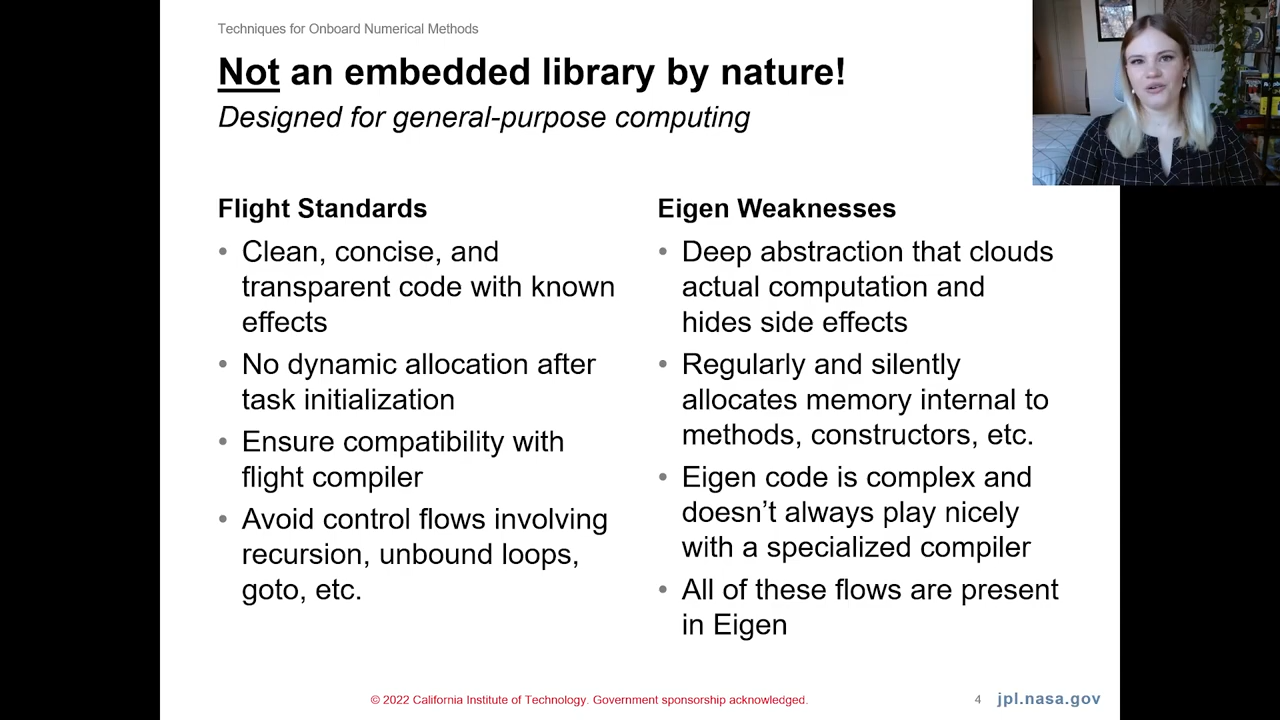 Techniques for Onboard Numerical Methods
Not an embedded library by nature!
Designed for general-purpose computing
Flight Standards
• Clean, concise, and
transparent code with known
effects
• No dynamic allocation after
task initialization
• Ensure compatibility with
flight compiler
• Avoid control flows involving
recursion, unbound loops,
goto, etc.
Eigen Weaknesses
• Deep abstraction that clouds
actual computation and
hides side effects
• Regularly and silently
allocates memory internal to
methods, constructors, etc.
• Eigen code is complex and
doesn’t always play nicely
with a specialized compiler
• All of these flows are present
in Eigen
© 2022 California Institute of Technology. Government sponsorship acknowledged.
4 jpl.nasa.gov